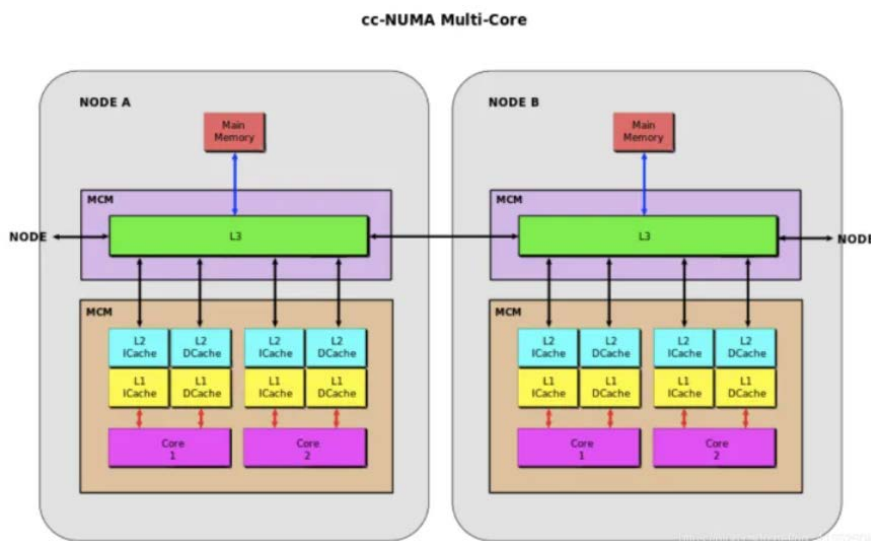 cc-NUMA Multi-Core
NODE A
Main
Memory
MCM
L3
NODE
MCM
L2
ICache
L2
DCache
L2
ICache
L2
DCache
L1
ICache
L1
DCache
L1
ICache
L1
DCache
Core
1
Core
2
NODE B
Main
Memory
MCM
L3
NODE
MCM
L2
ICache
L2
DCache
L2
ICache
L2
DCache
L1
ICache
L1
DCache
L1
ICache
L1
DCache
Core
1
Core
2